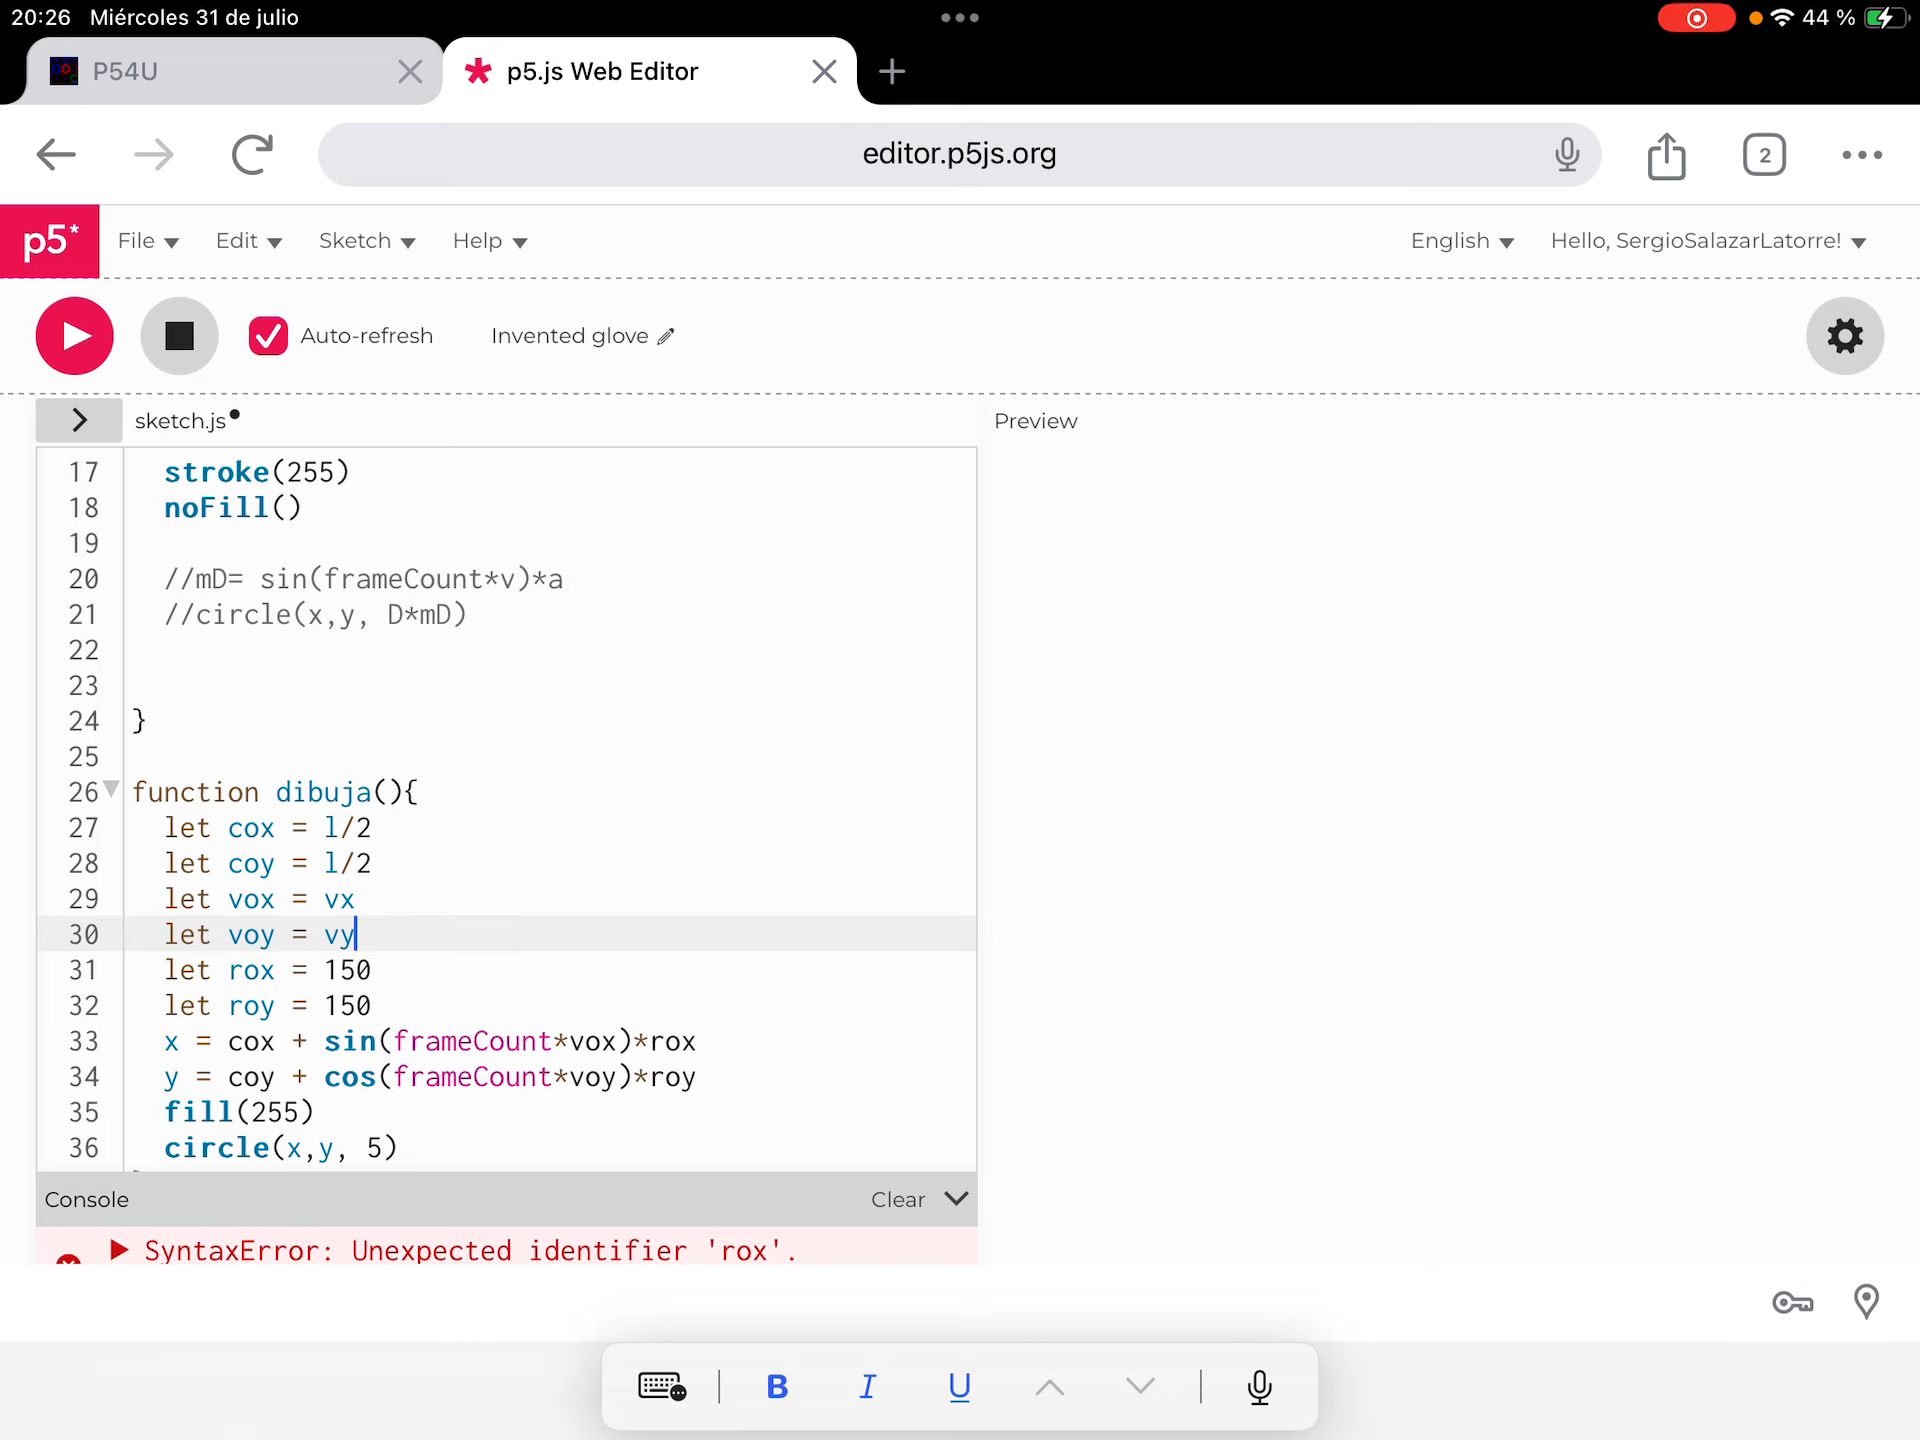 20:26 Miércoles 31 de julio
44 %
P54U
p5.js Web Editor
editor.p5js.org
2
p5*
File
Edit
Sketch
Help
English
Hello, SergioSalazarLatorre!
Auto-refresh
Invented glove
sketch.js
Preview
17 stroke(255)
18 noFill()
19
20 //mD= sin(frameCount*v)*a
21 //circle(x,y, D*mD)
22
23
24 }
25
26 function dibuja(){
27 let cox = l/2
28 let coy = l/2
29 let vox = vx
30 let voy = vy
31 let rox = 150
32 let roy = 150
33 x = cox + sin(frameCount*vox)*rox
34 y = coy + cos(frameCount*voy)*roy
35 fill(255)
36 circle(x,y, 5)
Console
Clear
SyntaxError: Unexpected identifier 'rox'.
B I U